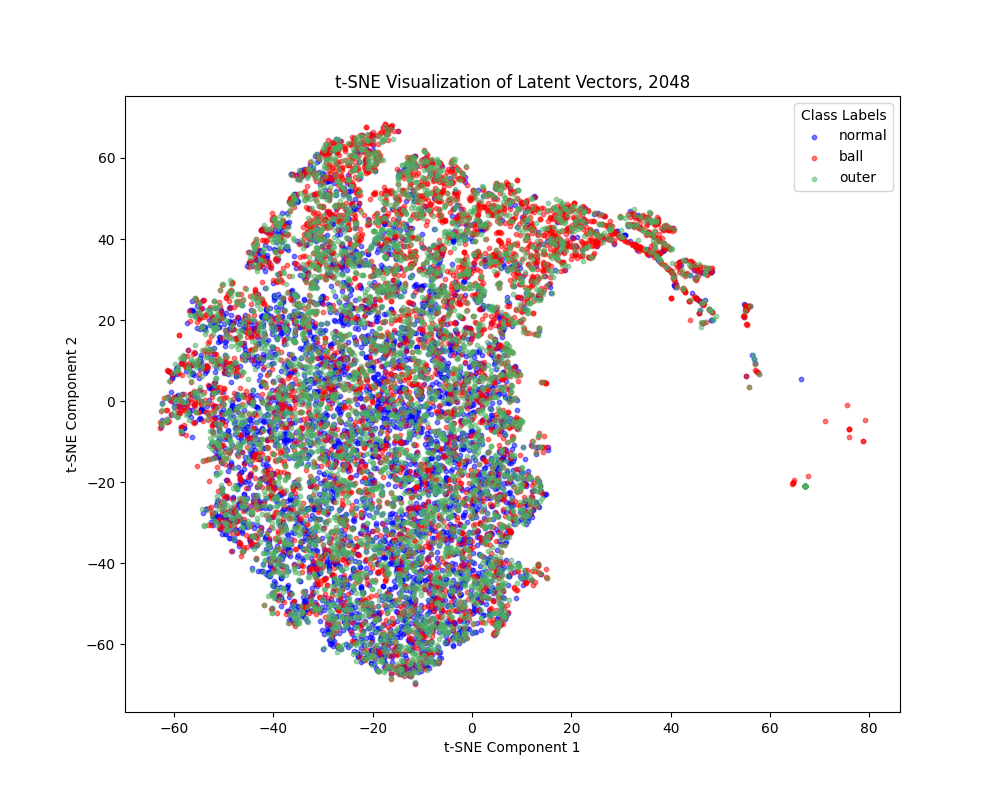 t-SNE Visualization of Latent Vectors, 2048
Class Labels
normal
ball
outer
60
40
20
0
−20
−40
−60
t-SNE Component 2
−60 −40 −20 0 20 40 60 80
t-SNE Component 1